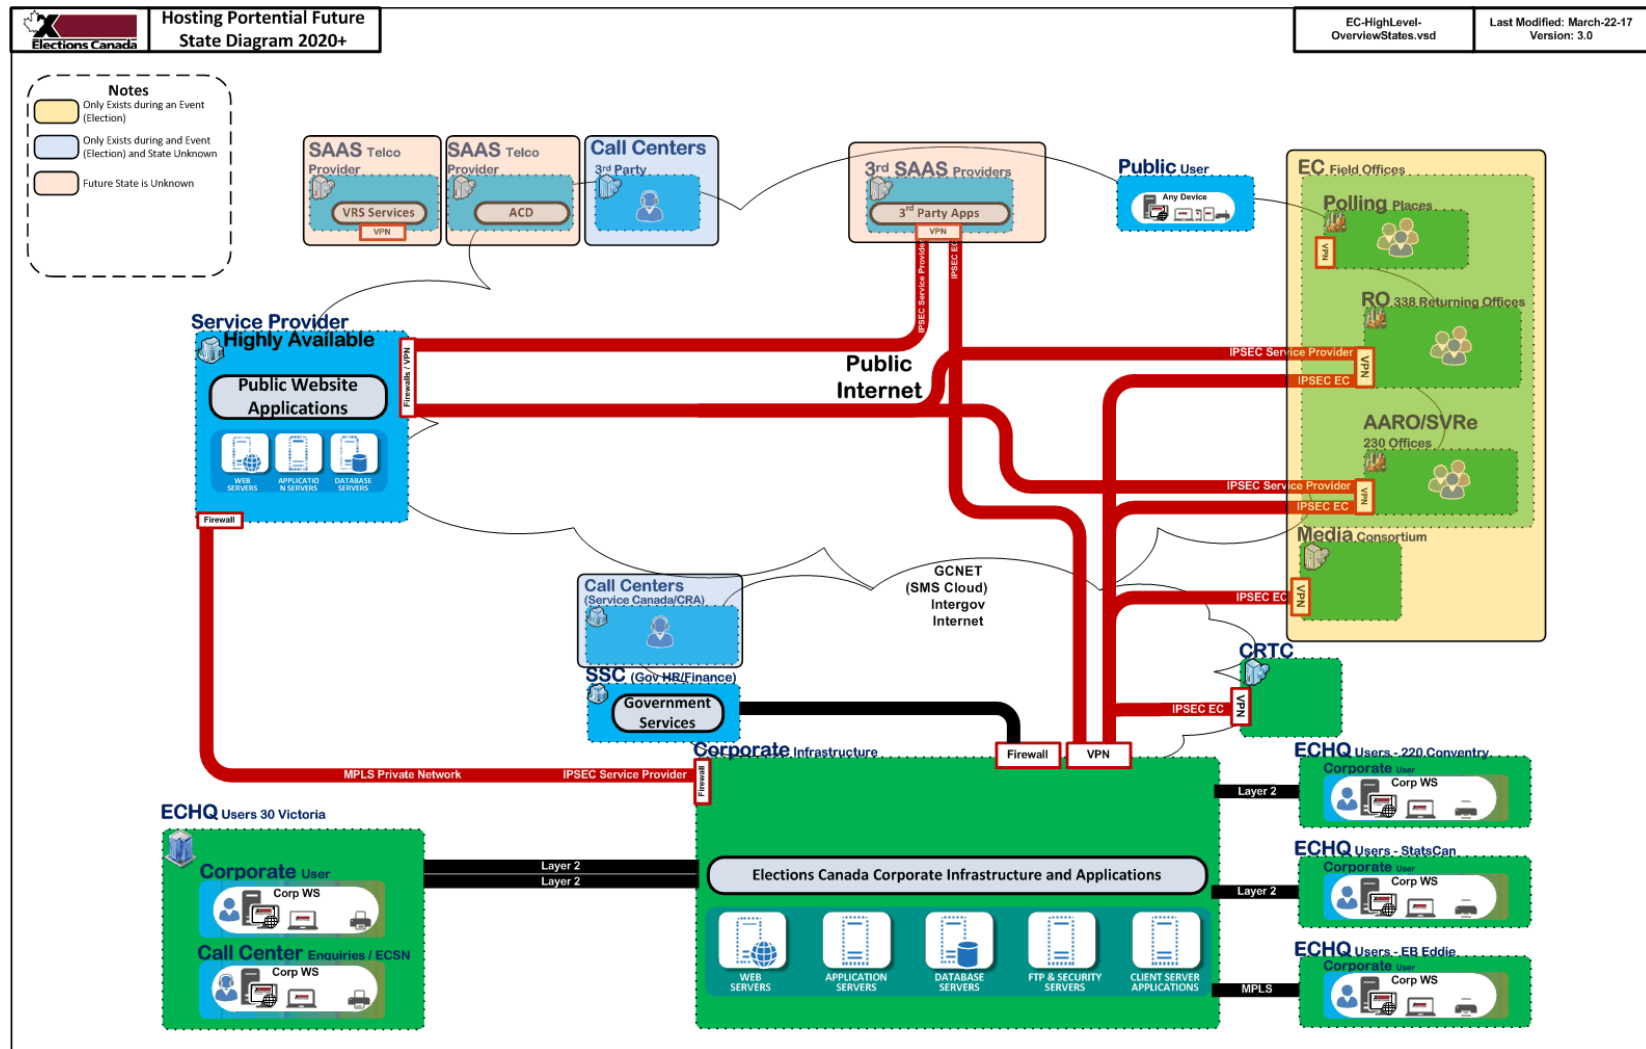 Elections Canada
Hosting Portential Future
State Diagram 2020+
EC-HighLevel-
OverviewStates.vsd
Last Modified: March-22-17
Version: 3.0
Notes
Only Exists during an Event
(Election)
Only Exists during and Event
(Election) and State Unknown
Future State is Unknown
SAAS Telco
Provider
VRS Services
VPN
SAAS Telco
Provider
ACD
Call Centers
3rd Party
3rd SAAS Providers
3rd Party Apps
VPN
Public User
Any Device
EC Field Offices
Polling Places
VPN
RO 338 Returning Offices
VPN
AARO/SVRe
230 Offices
VPN
Media Consortium
VPN
IPSEC Service Provider
IPSEC EC
IPSEC Service Provider
IPSEC EC
IPSEC Service Provider
IPSEC EC
IPSEC EC
Service Provider
Highly Available
Firewalls / VPN
Public Website
Applications
WEB
SERVERS
APPLICATIO
N SERVERS
DATABASE
SERVERS
Firewall
Public
Internet
GCNET
(SMS Cloud)
Intergov
Internet
Call Centers
(Service Canada/CRA)
SSC (Gov HR/Finance)
Government
Services
CRTC
VPN
IPSEC EC
Corporate Infrastructure
Firewall
VPN
Firewall
MPLS Private Network
IPSEC Service Provider
Elections Canada Corporate Infrastructure and Applications
WEB
SERVERS
APPLICATION
SERVERS
DATABASE
SERVERS
FTP & SECURITY
SERVERS
CLIENT SERVER
APPLICATIONS
ECHQ Users 30 Victoria
Corporate User
Corp WS
Call Center Enquiries / ECSN
Corp WS
Layer 2
Layer 2
Layer 2
Layer 2
MPLS
ECHQ Users - 220 Conventry
Corporate User
Corp WS
ECHQ Users - StatsCan
Corporate User
Corp WS
ECHQ Users - EB Eddie
Corporate User
Corp WS